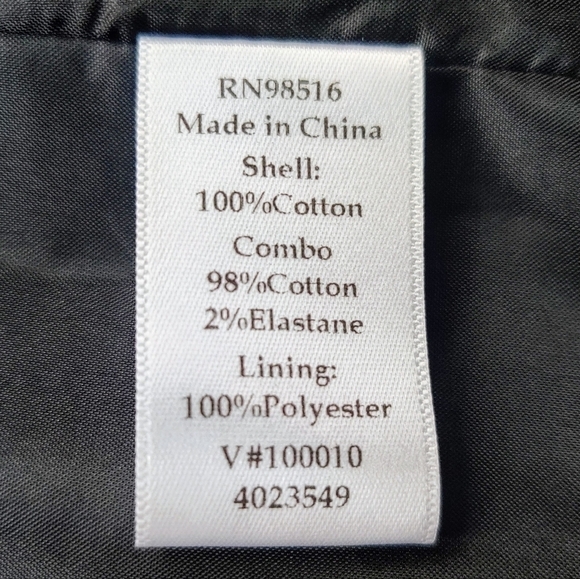 RN98516
Made in China
Shell:
100%Cotton
Combo
98%Cotton
2%Elastane
Lining:
100%Polyester
V#100010
4023549